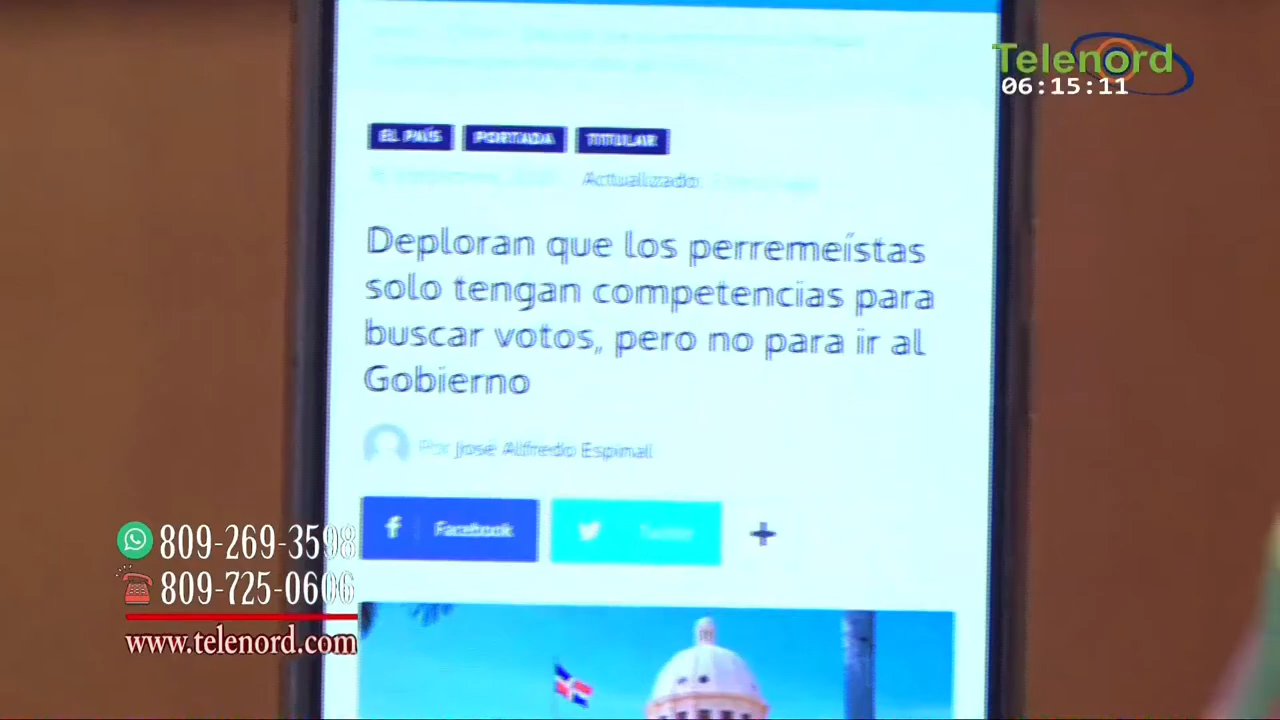 Telenord
06:15:11
EL PAÍS PORTADA TITULAR
Actualizado
Deploran que los perremeístas
solo tengan competencias para
buscar votos, pero no para ir al
Gobierno
Por Jose Alfredo Espinal
Facebook Twitter
809-269-3598
809-725-0606
www.telenord.com